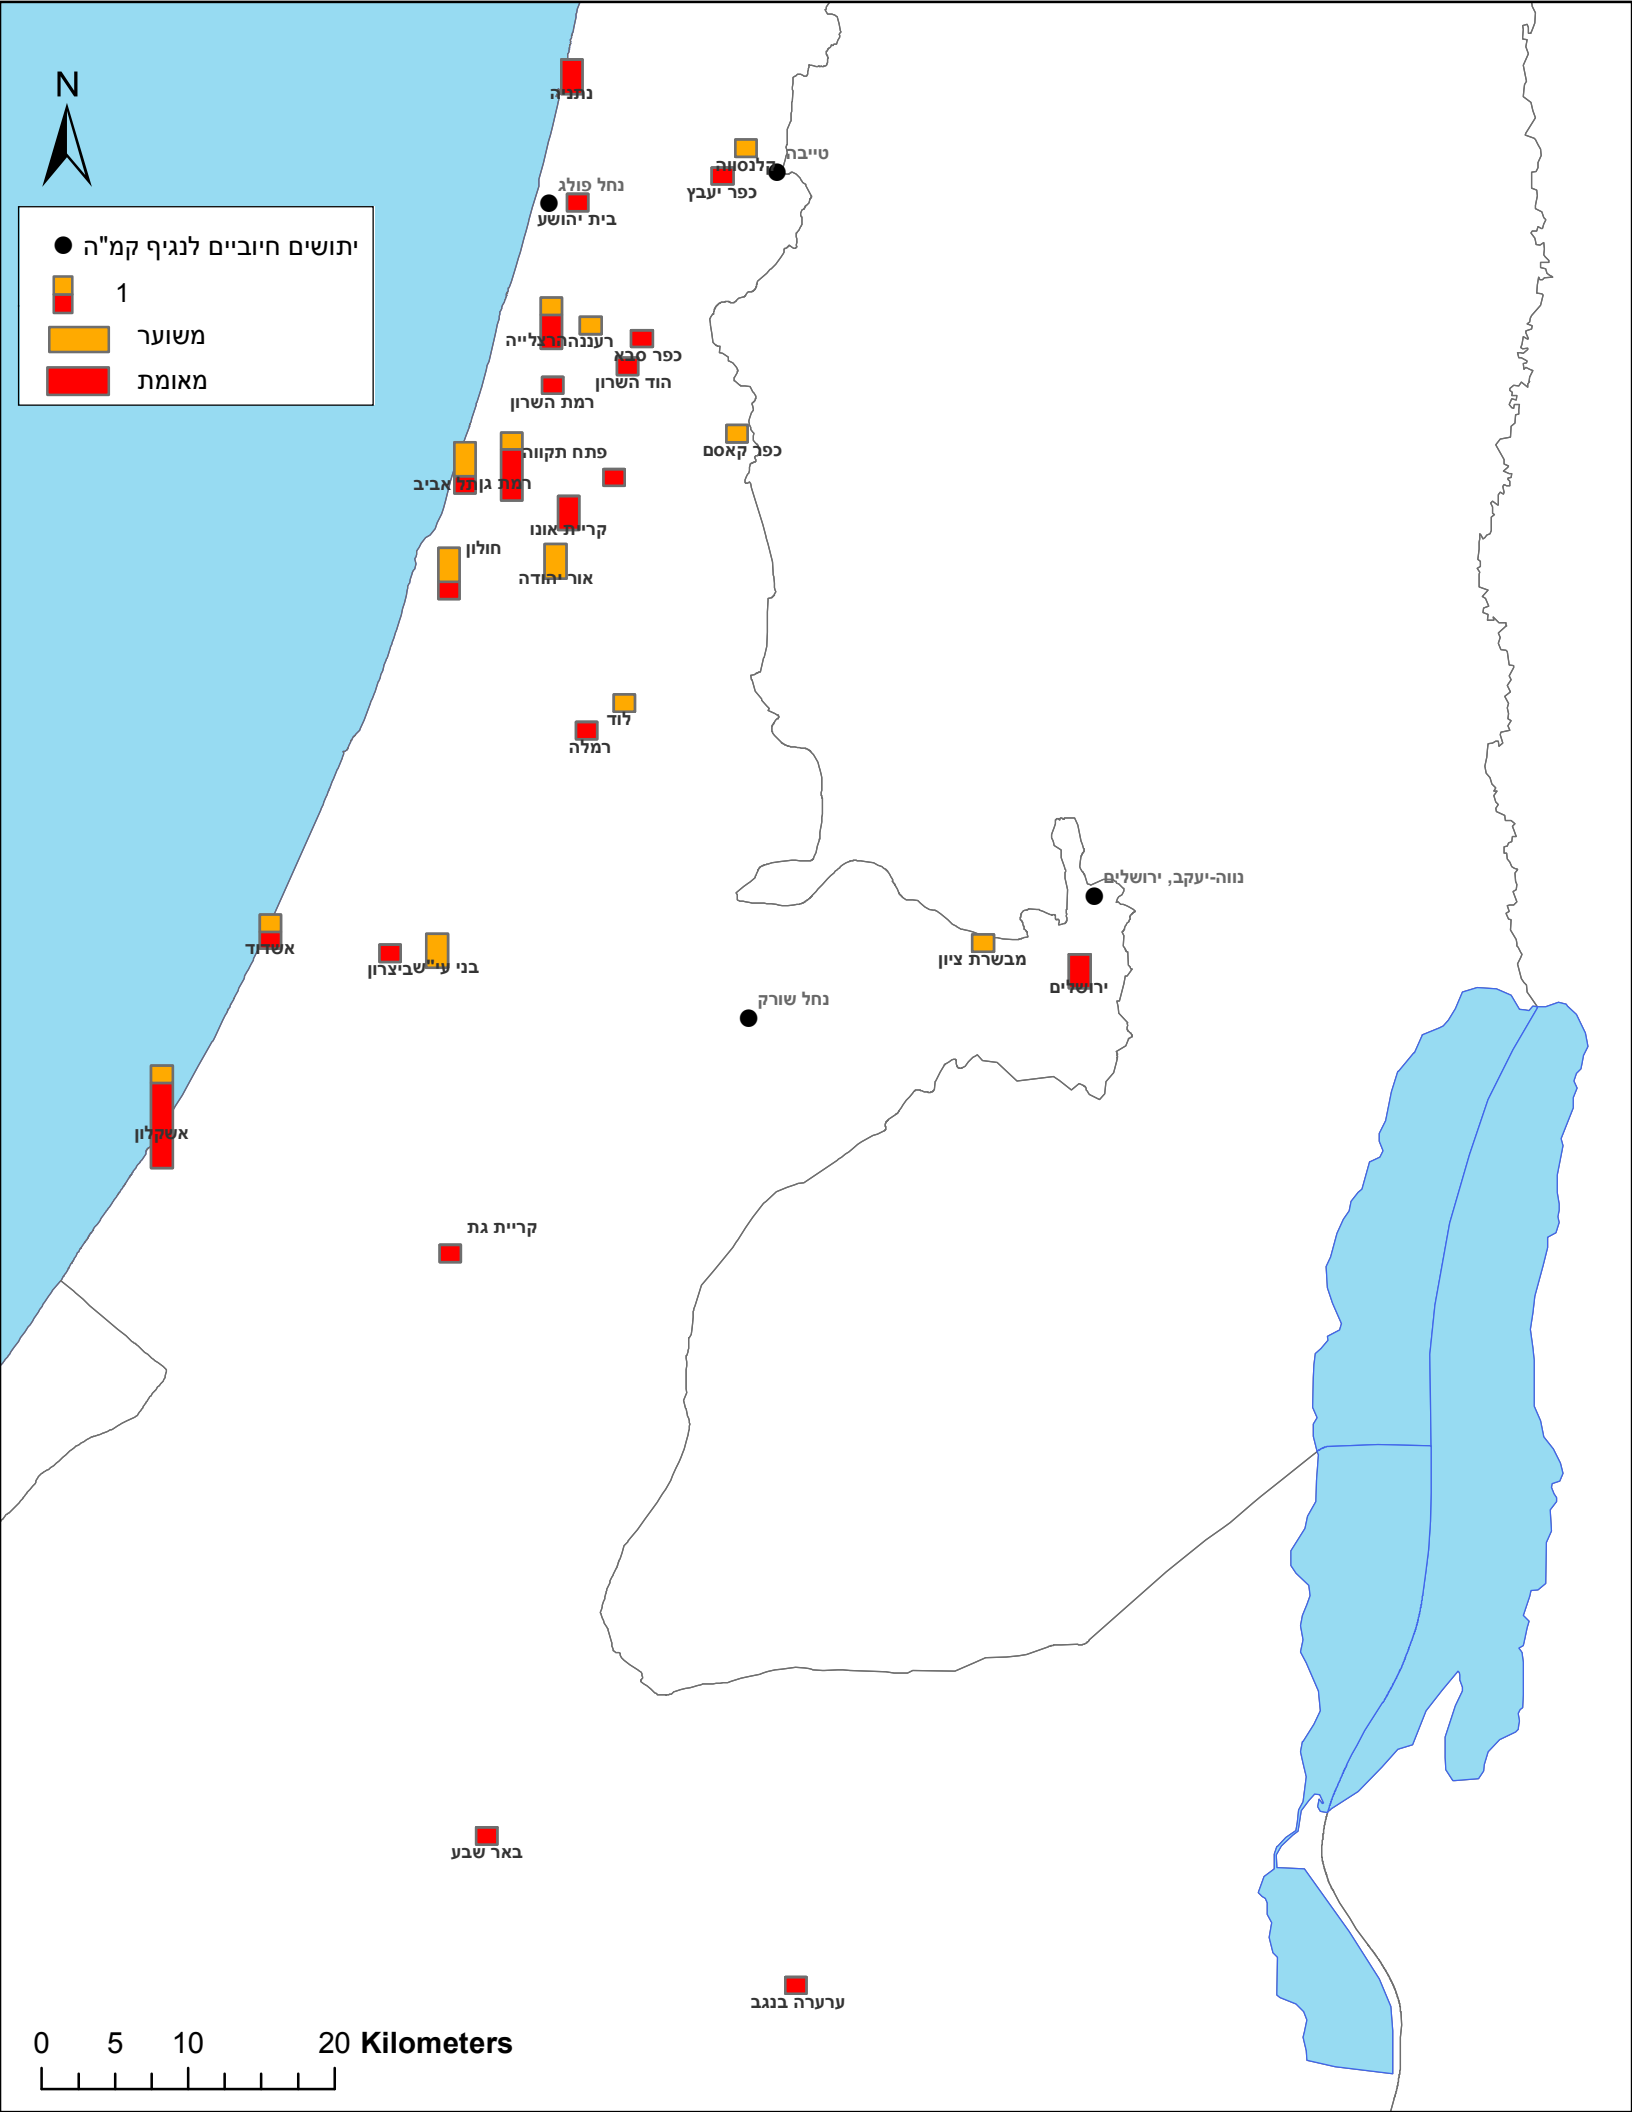 N
יתושים חיוביים לנגיף קמ"ה
1
משוער
מאומת
נתניה
קלנסווה
טייבה
כפר יעבץ
נחל פולג
בית יהושע
הרצלייה
רעננה
כפר סבא
הוד השרון
רמת השרון
כפר קאסם
פתח תקווה
תל אביב
רמת גן
קריית אונו
חולון
אור יהודה
לוד
רמלה
נווה-יעקב, ירושלים
אשדוד
ביצרון
בני עי"ש
מבשרת ציון
ירושלים
נחל שורק
אשקלון
קריית גת
באר שבע
ערערה בנגב
0 5 10 20 Kilometers